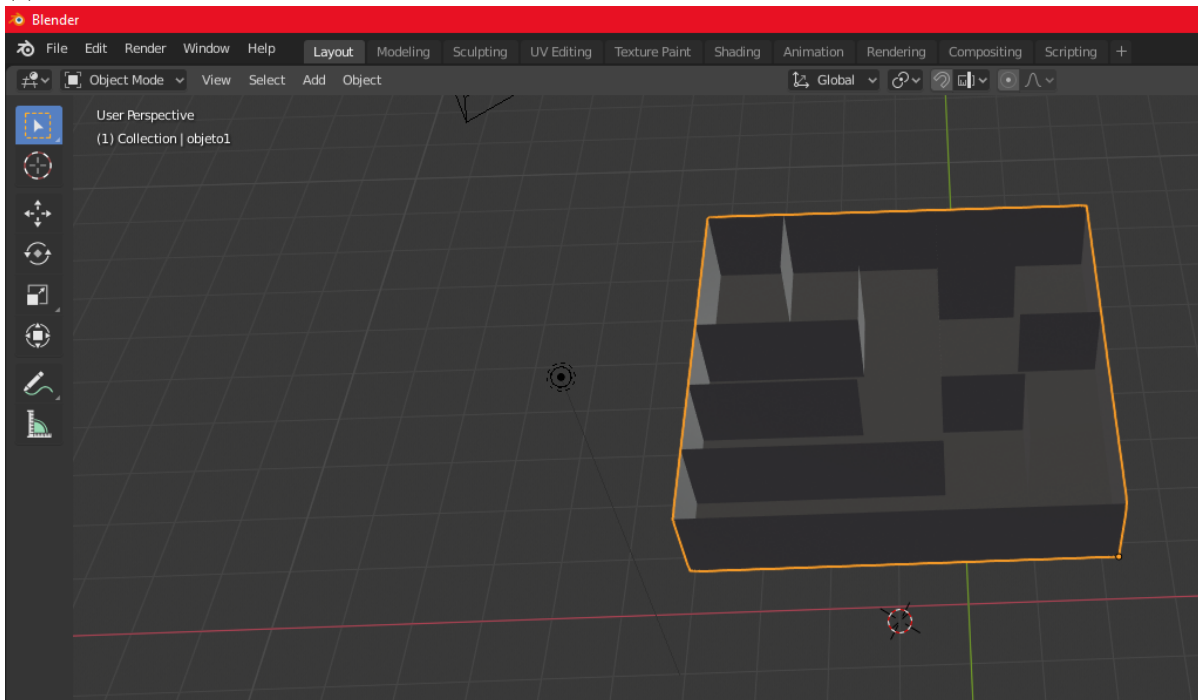 Blender
File Edit Render Window Help Layout Modeling Sculpting UV Editing Texture Paint Shading Animation Rendering Compositing Scripting +
Object Mode View Select Add Object Global
User Perspective
(1) Collection | objeto1